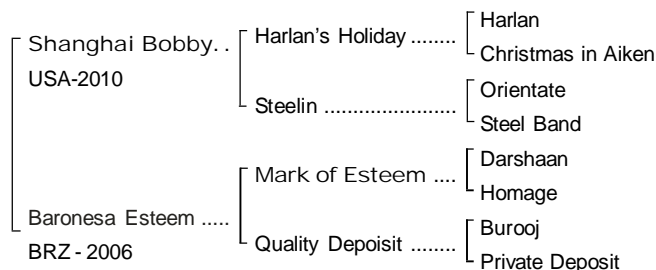 Shanghai Bobby. .
USA-2010
Baronesa Esteem .....
BRZ - 2006
Harlan's Holiday ........
Steelin .......................
Mark of Esteem ....
Quality Depoisit ........
Harlan
Christmas in Aiken
Orientate
Steel Band
Darshaan
Homage
Burooj
Private Deposit